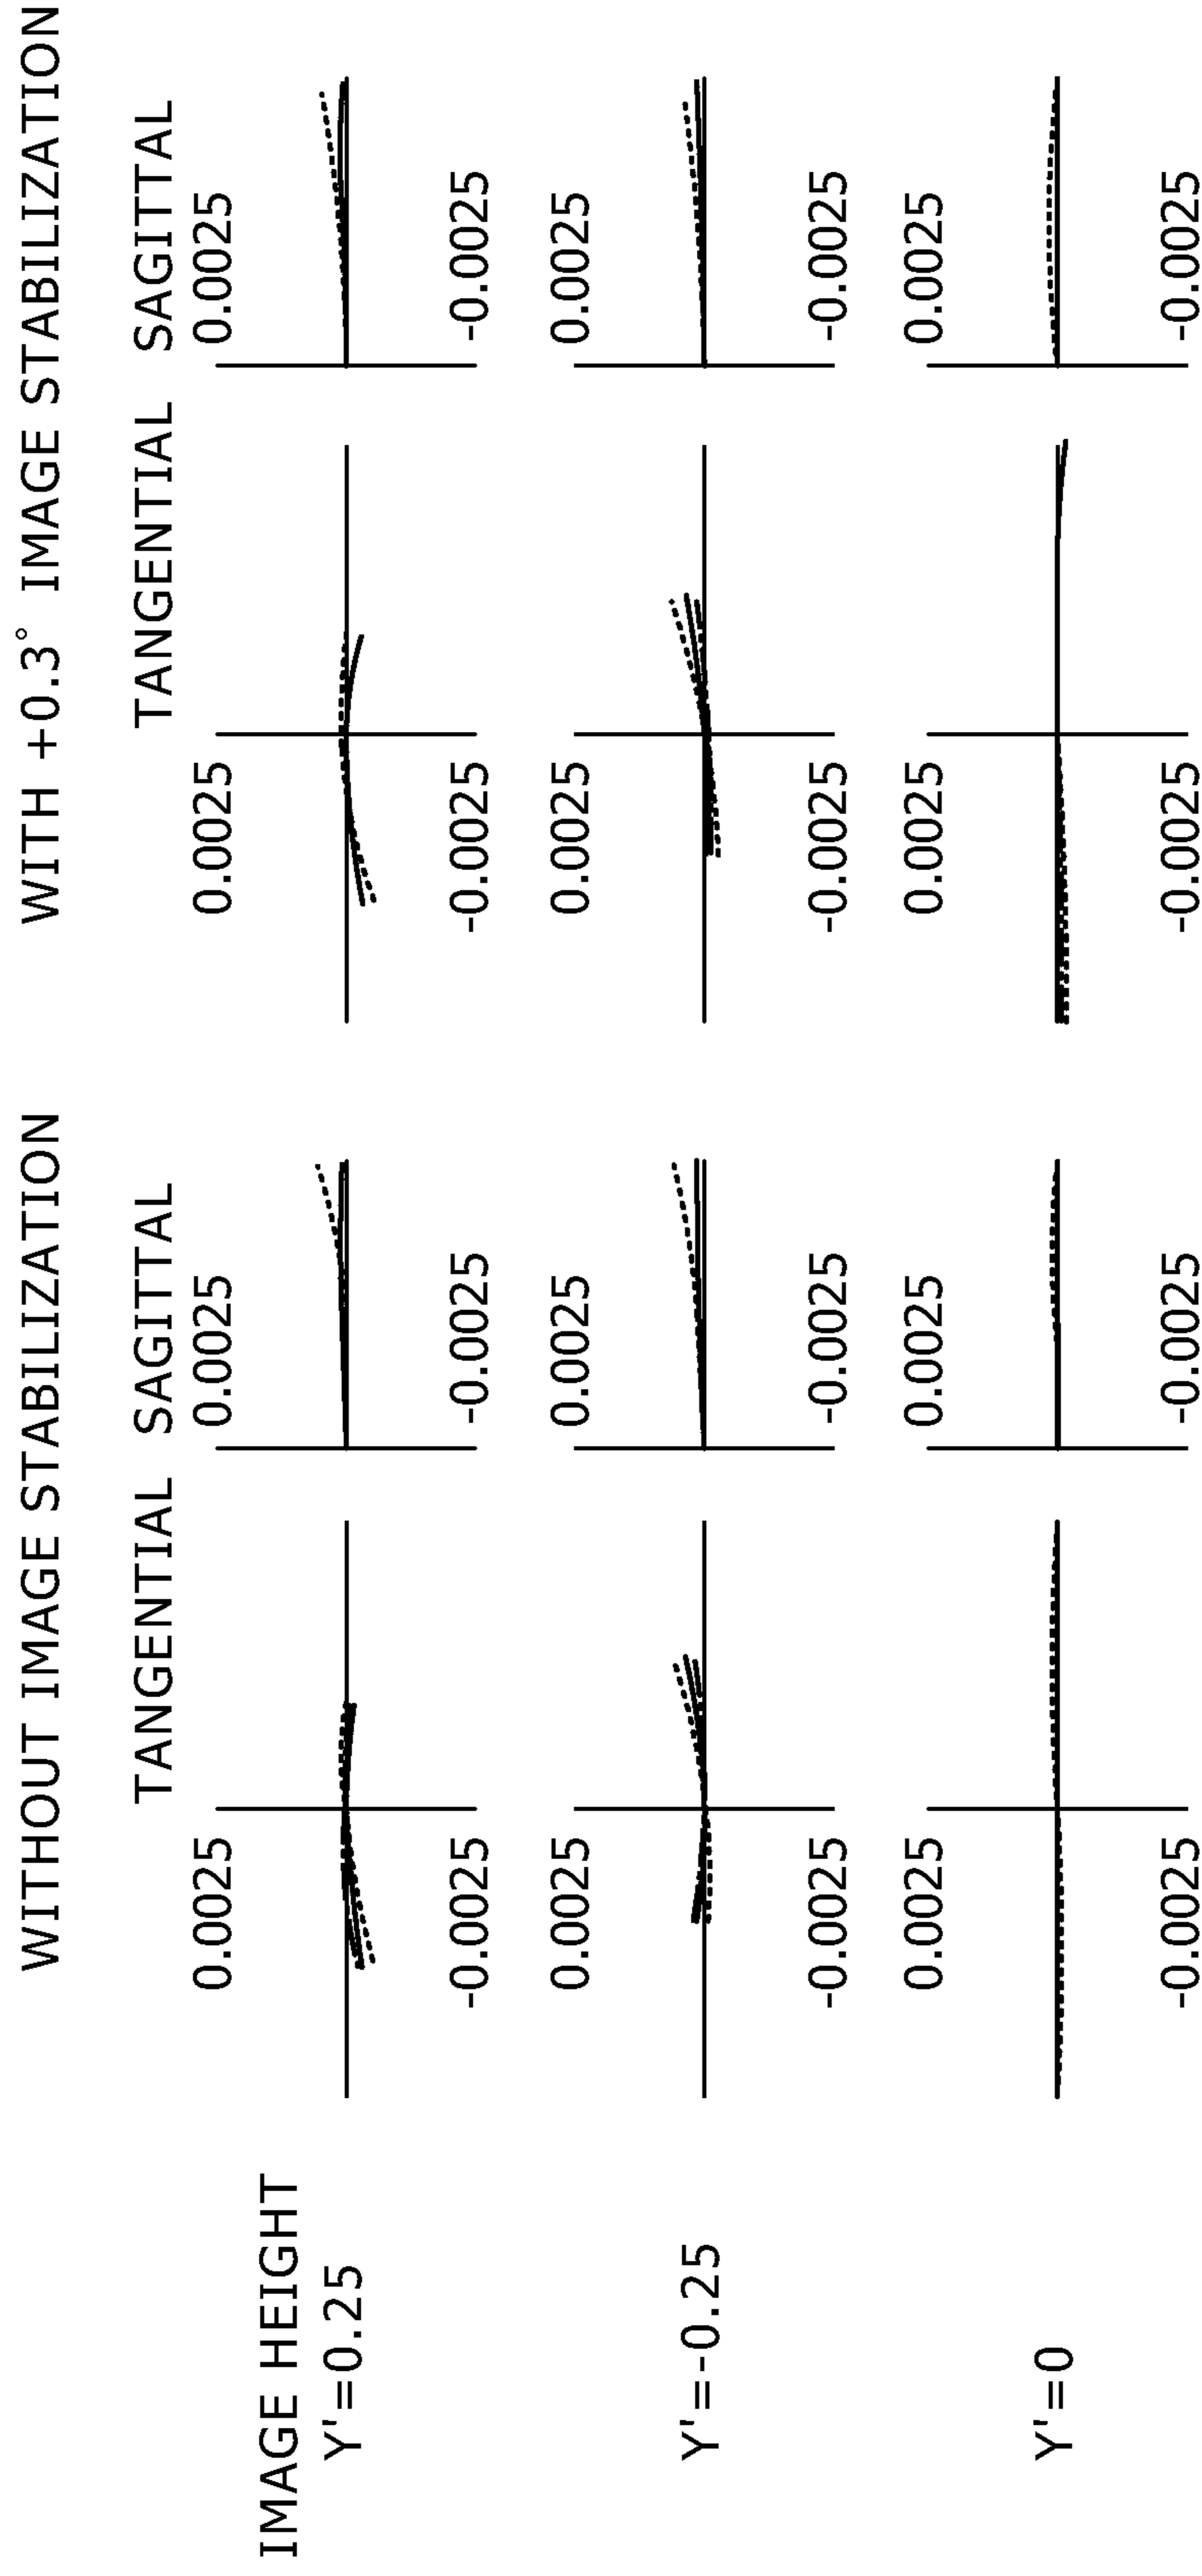 WITHOUT IMAGE STABILIZATION WITH +0.3° IMAGE STABILIZATION
TANGENTIAL SAGITTAL TANGENTIAL SAGITTAL
0.0025 0.0025 0.0025 0.0025
IMAGE HEIGHT
Y'=0.25
-0.0025 -0.0025 -0.0025 -0.0025
0.0025 0.0025 0.0025 0.0025
Y'=-0.25
-0.0025 -0.0025 -0.0025 -0.0025
0.0025 0.0025 0.0025 0.0025
Y'=0
-0.0025 -0.0025 -0.0025 -0.0025